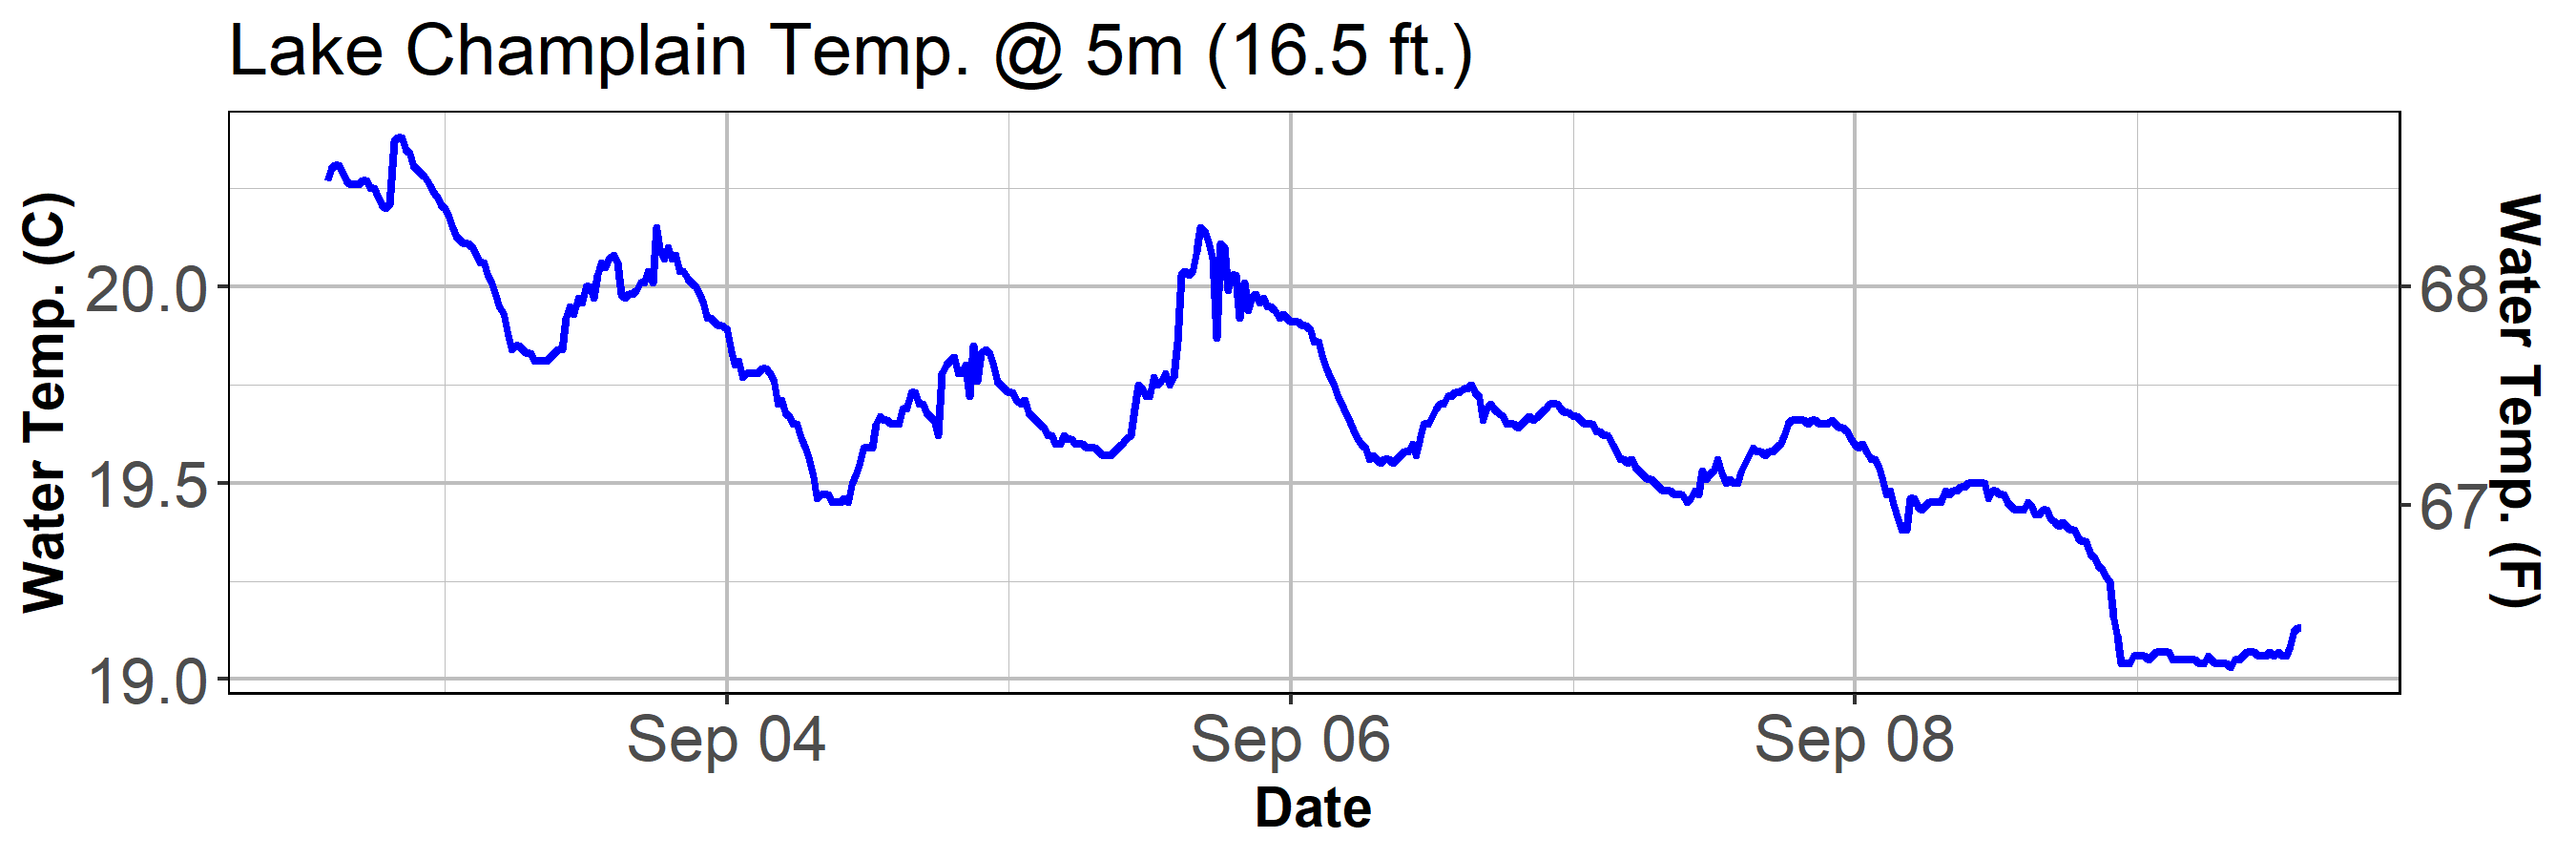 Lake Champlain Temp. @ 5m (16.5 ft.)
Water Temp. (C)
20.0
19.5
19.0
68
67
Water Temp. (F)
Sep 04
Sep 06
Sep 08
Date